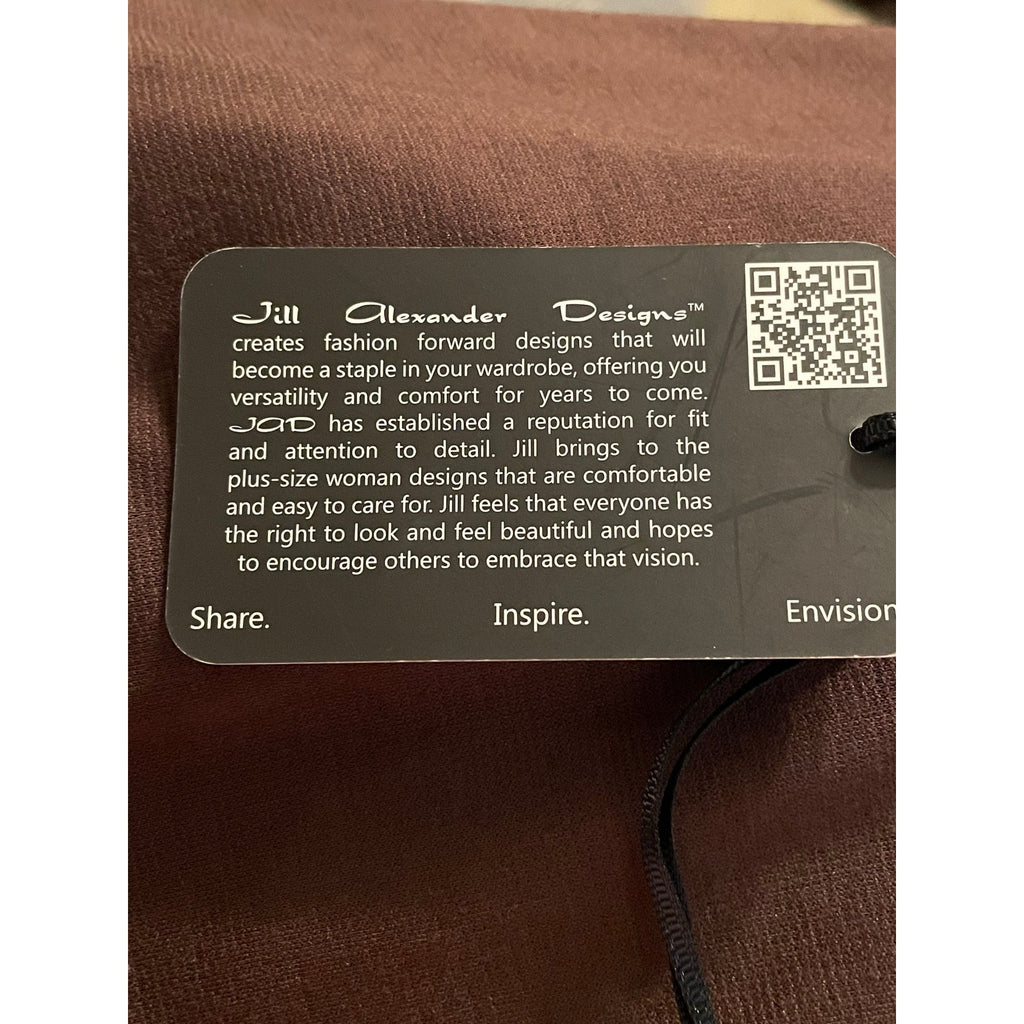 Jill Alexander Designs™
creates fashion forward designs that will
become a staple in your wardrobe, offering you
versatility and comfort for years to come.
JAD has established a reputation for fit
and attention to detail. Jill brings to the
plus-size woman designs that are comfortable
and easy to care for. Jill feels that everyone has
the right to look and feel beautiful and hopes
to encourage others to embrace that vision.
Share. Inspire. Envision